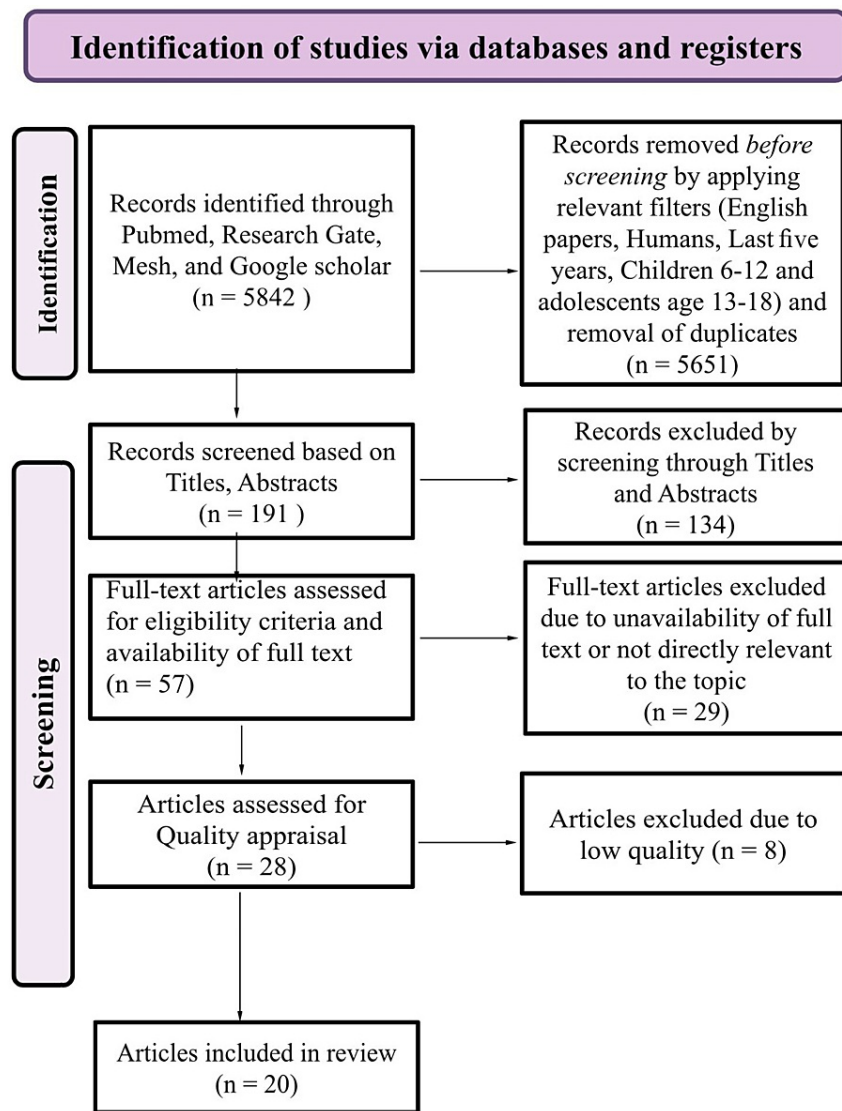 Identification of studies via databases and registers
Identification
Records identified through
Pubmed, Research Gate,
Mesh, and Google scholar
(n = 5842 )
Records removed before
screening by applying
relevant filters (English
papers, Humans, Last five
years, Children 6-12 and
adolescents age 13-18) and
removal of duplicates
(n = 5651)
Screening
Records screened based on
Titles, Abstracts
(n = 191 )
Records excluded by
screening through Titles
and Abstracts
(n = 134)
Full-text articles assessed
for eligibility criteria and
availability of full text
(n = 57)
Full-text articles excluded
due to unavailability of full
text or not directly relevant
to the topic
(n = 29)
Articles assessed for
Quality appraisal
(n = 28)
Articles excluded due to
low quality (n = 8)
Articles included in review
(n = 20)